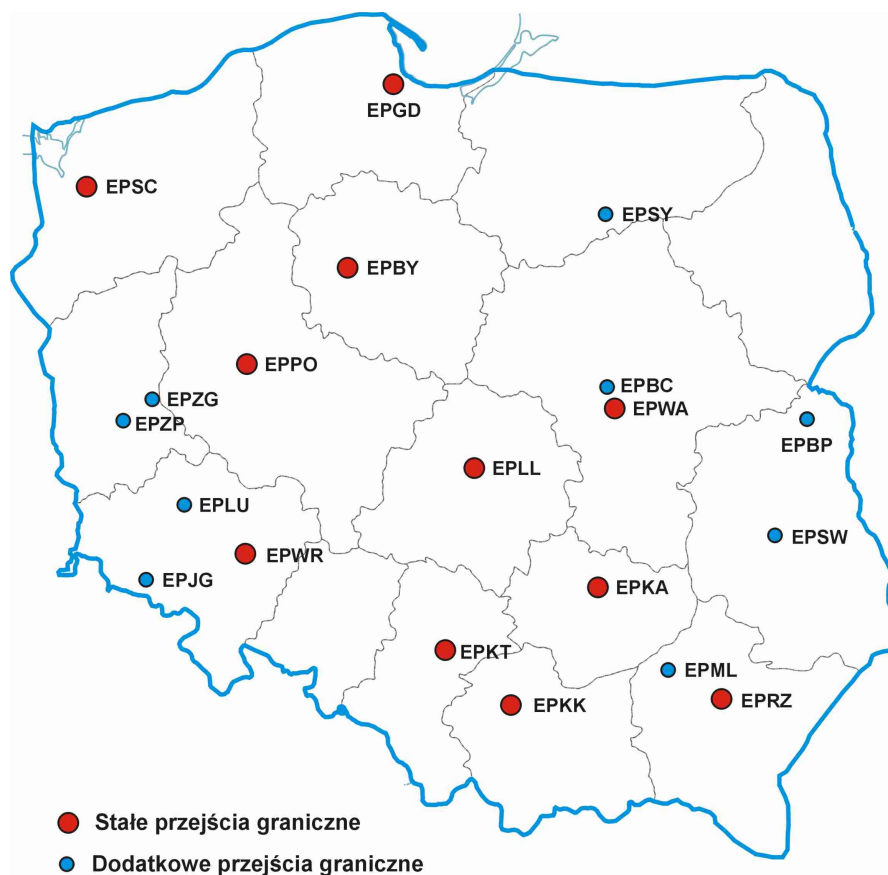 EPGD
EPSC
EPSY
EPBY
EPPO
EPBC
EPZG
EPWA
EPZP
EPBP
EPLL
EPLU
EPSW
EPWR
EPJG
EPKA
EPKT
EPML
EPKK
EPRZ
Stałe przejścia graniczne
Dodatkowe przejścia graniczne